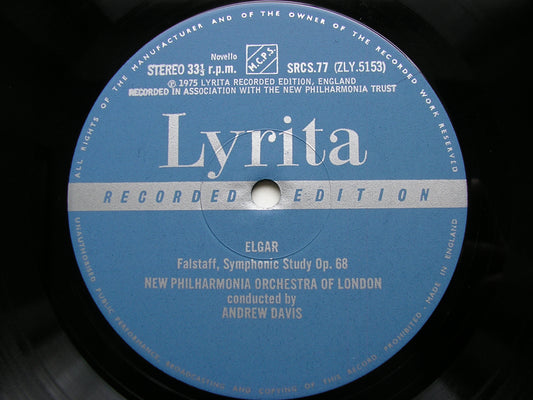 ALL RIGHTS OF THE MANUFACTURER AND OF THE OWNER OF THE RECORDED WORK RESERVED
Novello
M.C.P.S.
STEREO 33⅓ r.p.m. SRCS.77 (ZLY.5153)
Ⓟ 1975 LYRITA RECORDED EDITION, ENGLAND
RECORDED IN ASSOCIATION WITH THE NEW PHILHARMONIA TRUST
Lyrita
RECORDED EDITION
ELGAR
Falstaff, Symphonic Study Op. 68
NEW PHILHARMONIA ORCHESTRA OF LONDON
conducted by
ANDREW DAVIS
UNAUTHORISED PUBLIC PERFORMANCE, BROADCASTING AND COPYING OF THIS RECORD PROHIBITED · MADE IN ENGLAND